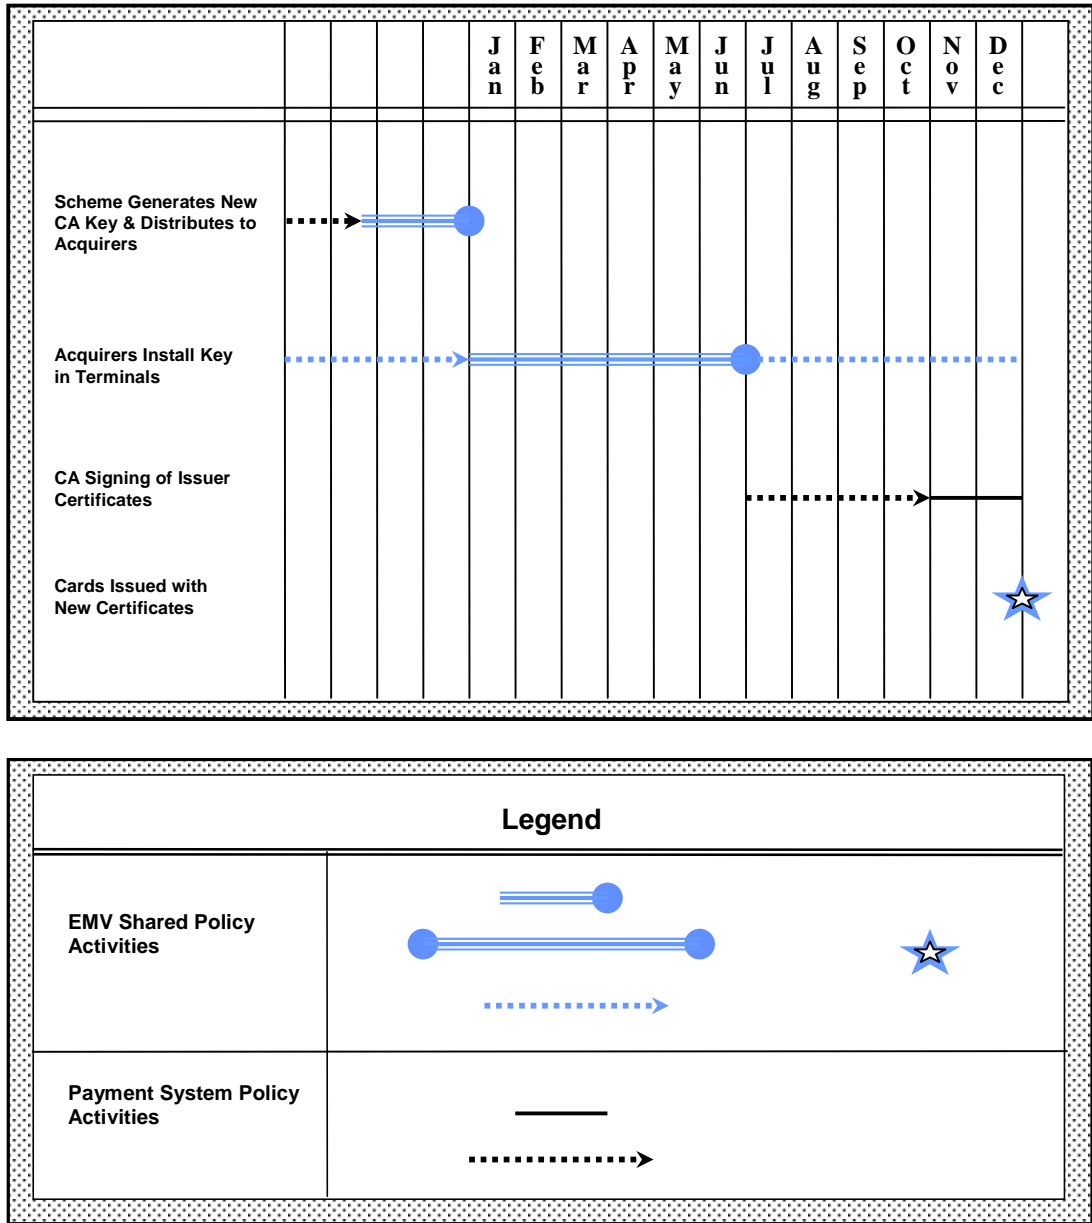 Jan Feb Mar Apr May Jun Jul Aug Sep Oct Nov Dec
Scheme Generates New
CA Key & Distributes to
Acquirers
Acquirers Install Key
in Terminals
CA Signing of Issuer
Certificates
Cards Issued with
New Certificates
Legend
EMV Shared Policy
Activities
Payment System Policy
Activities